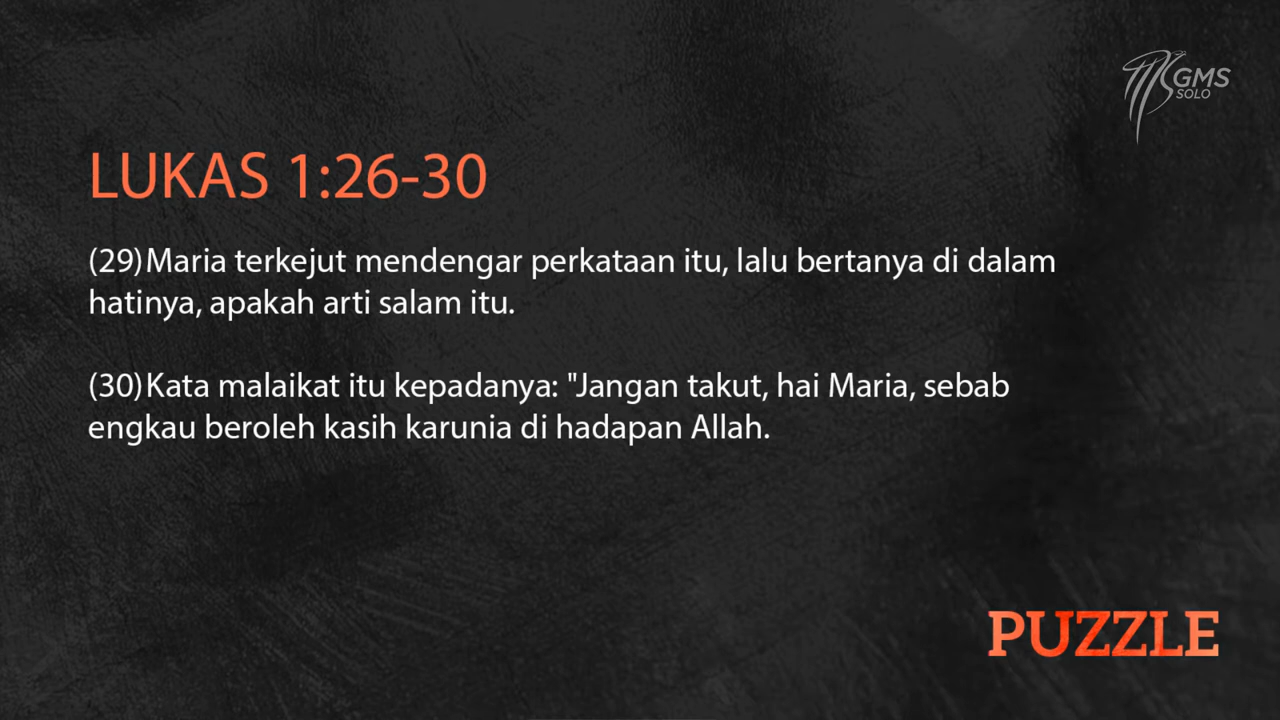 GMS
SOLO
LUKAS 1:26-30
(29)Maria terkejut mendengar perkataan itu, lalu bertanya di dalam
hatinya, apakah arti salam itu.
(30)Kata malaikat itu kepadanya: "Jangan takut, hai Maria, sebab
engkau beroleh kasih karunia di hadapan Allah.
PUZZLE